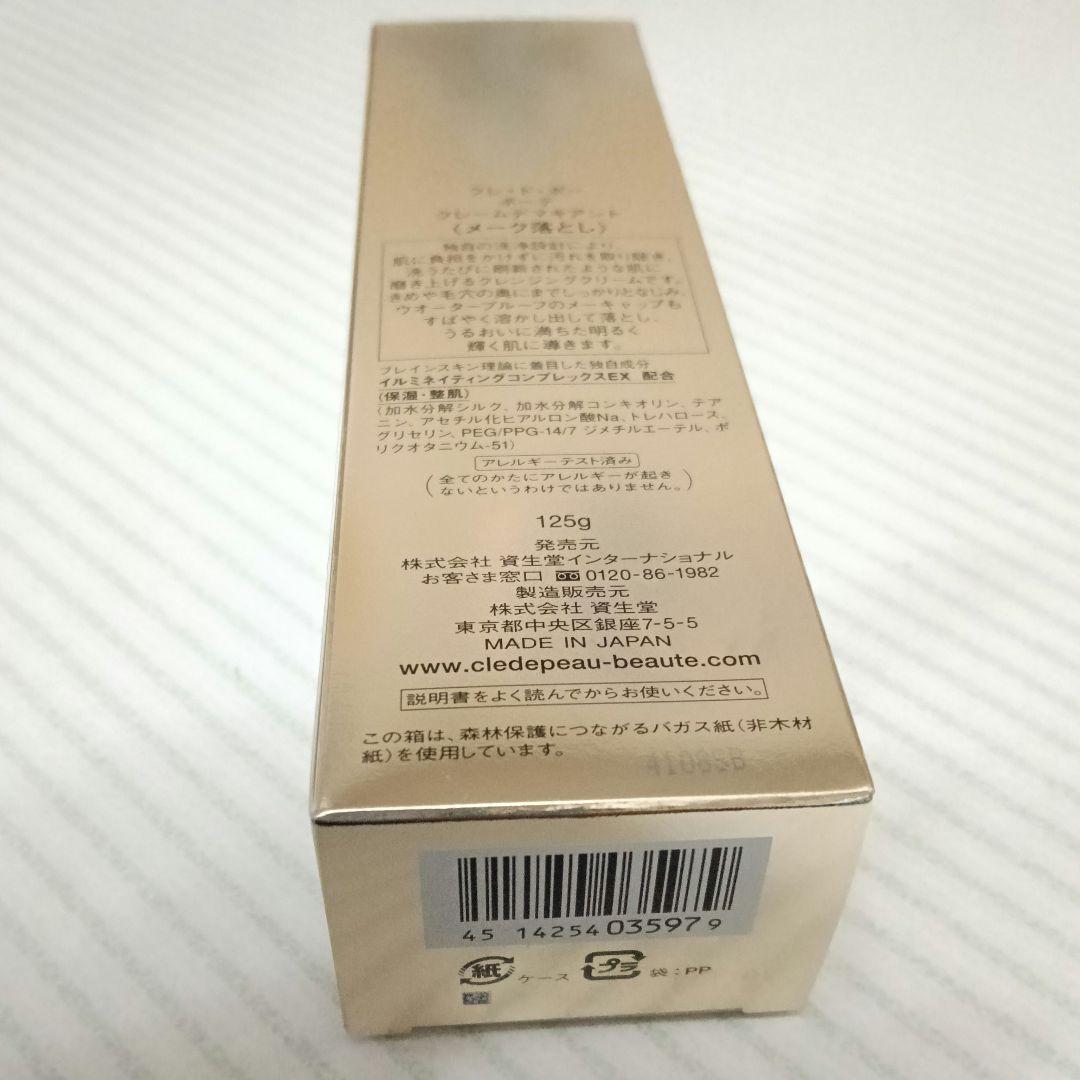 クレ・ド・ポー
ボーテ
クレームデマキアント
（メーク落とし）
独自の洗浄設計により、
肌に負担をかけずに汚れを取り除き、
洗うたびに刷新されたような肌に
磨き上げるクレンジングクリームです。
きめや毛穴の奥にまでしっかりとなじみ、
ウオータープルーフのメーキャップも
すばやく溶かし出して落とし、
うるおいに満ちた明るく
輝く肌に導きます。
ブレインスキン理論に着目した独自成分
イルミネイティングコンプレックスEX 配合
(保湿・整肌)
(加水分解シルク、加水分解コンキオリン、テア
ニン、アセチル化ヒアルロン酸Na、トレハロース、
グリセリン、PEG/PPG-14/7 ジメチルエーテル、ポ
リクオタニウム-51)
アレルギーテスト済み
(全てのかたにアレルギーが起き
ないというわけではありません。)
125g
発売元
株式会社 資生堂インターナショナル
お客さま窓口 0120-86-1982
製造販売元
株式会社 資生堂
東京都中央区銀座7-5-5
MADE IN JAPAN
www.cledepeau-beaute.com
説明書をよく読んでからお使いください。
この箱は、森林保護につながるバガス紙(非木材
紙)を使用しています。
45 14254 035979
紙 ケース プラ 袋:PP